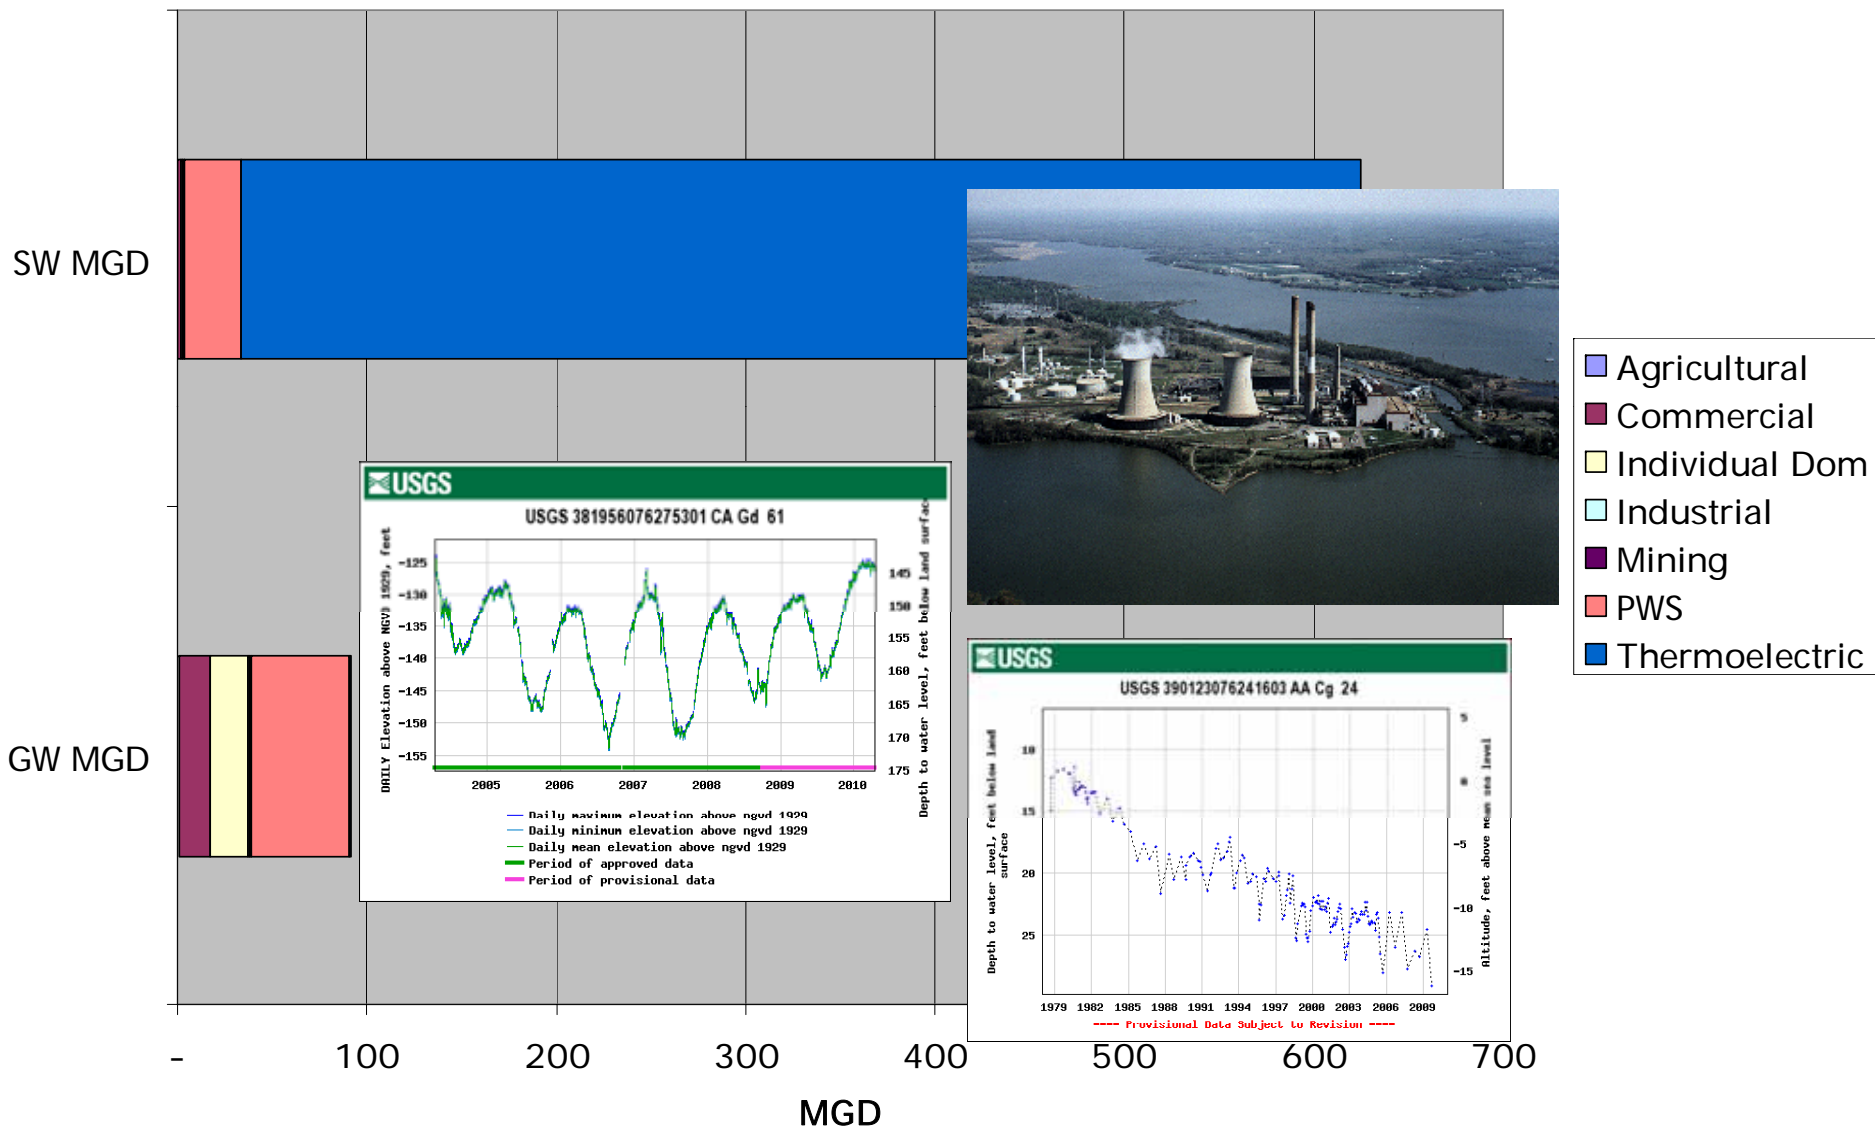 SW MGD
GW MGD
-
100
200
300
400
500
600
700
MGD
Agricultural
Commercial
Individual Dom
Industrial
Mining
PWS
Thermoelectric
USGS
USGS 381956076275301 CA Gd 61
DAILY Elevation above NGVD 1929, feet
-125
-130
-135
-140
-145
-150
-155
Depth to water level, feet below land surface
145
150
155
160
165
170
175
2005 2006 2007 2008 2009 2010
Daily maximum elevation above ngvd 1929
Daily minimum elevation above ngvd 1929
Daily mean elevation above ngvd 1929
Period of approved data
Period of provisional data
USGS
USGS 390123076241603 AA Cg 24
Depth to water level, feet below land
surface
10
15
20
25
Altitude, feet above mean sea level
5
0
-5
-10
-15
1979 1982 1985 1988 1991 1994 1997 2000 2003 2006 2009
---- Provisional Data Subject to Revision ----